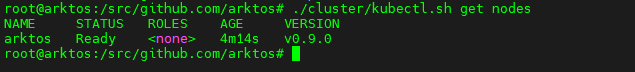 root@arktos:/src/github.com/arktos# ./cluster/kubectl.sh get nodes
NAME     STATUS   ROLES    AGE     VERSION
arktos   Ready    <none>   4m14s   v0.9.0
root@arktos:/src/github.com/arktos#